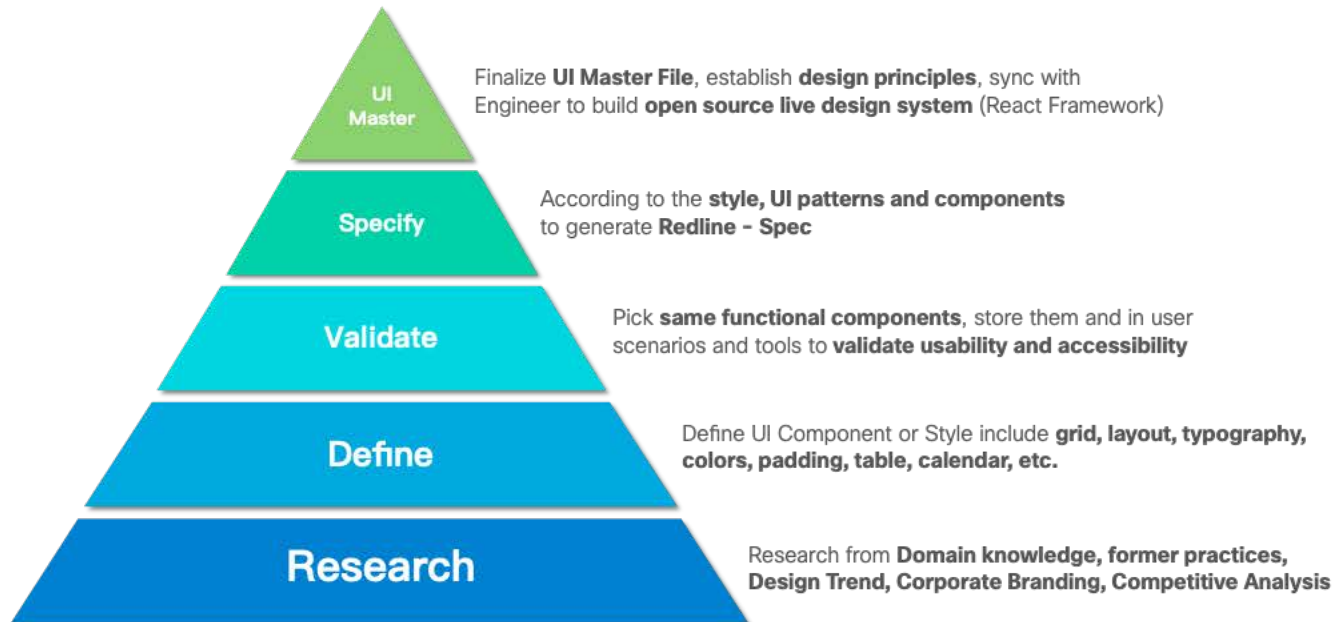 UI
Master
Finalize UI Master File, establish design principles, sync with
Engineer to build open source live design system (React Framework)
Specify
According to the style, UI patterns and components
to generate Redline - Spec
Validate
Pick same functional components, store them and in user
scenarios and tools to validate usability and accessibility
Define
Define UI Component or Style include grid, layout, typography,
colors, padding, table, calendar, etc.
Research
Research from Domain knowledge, former practices,
Design Trend, Corporate Branding, Competitive Analysis